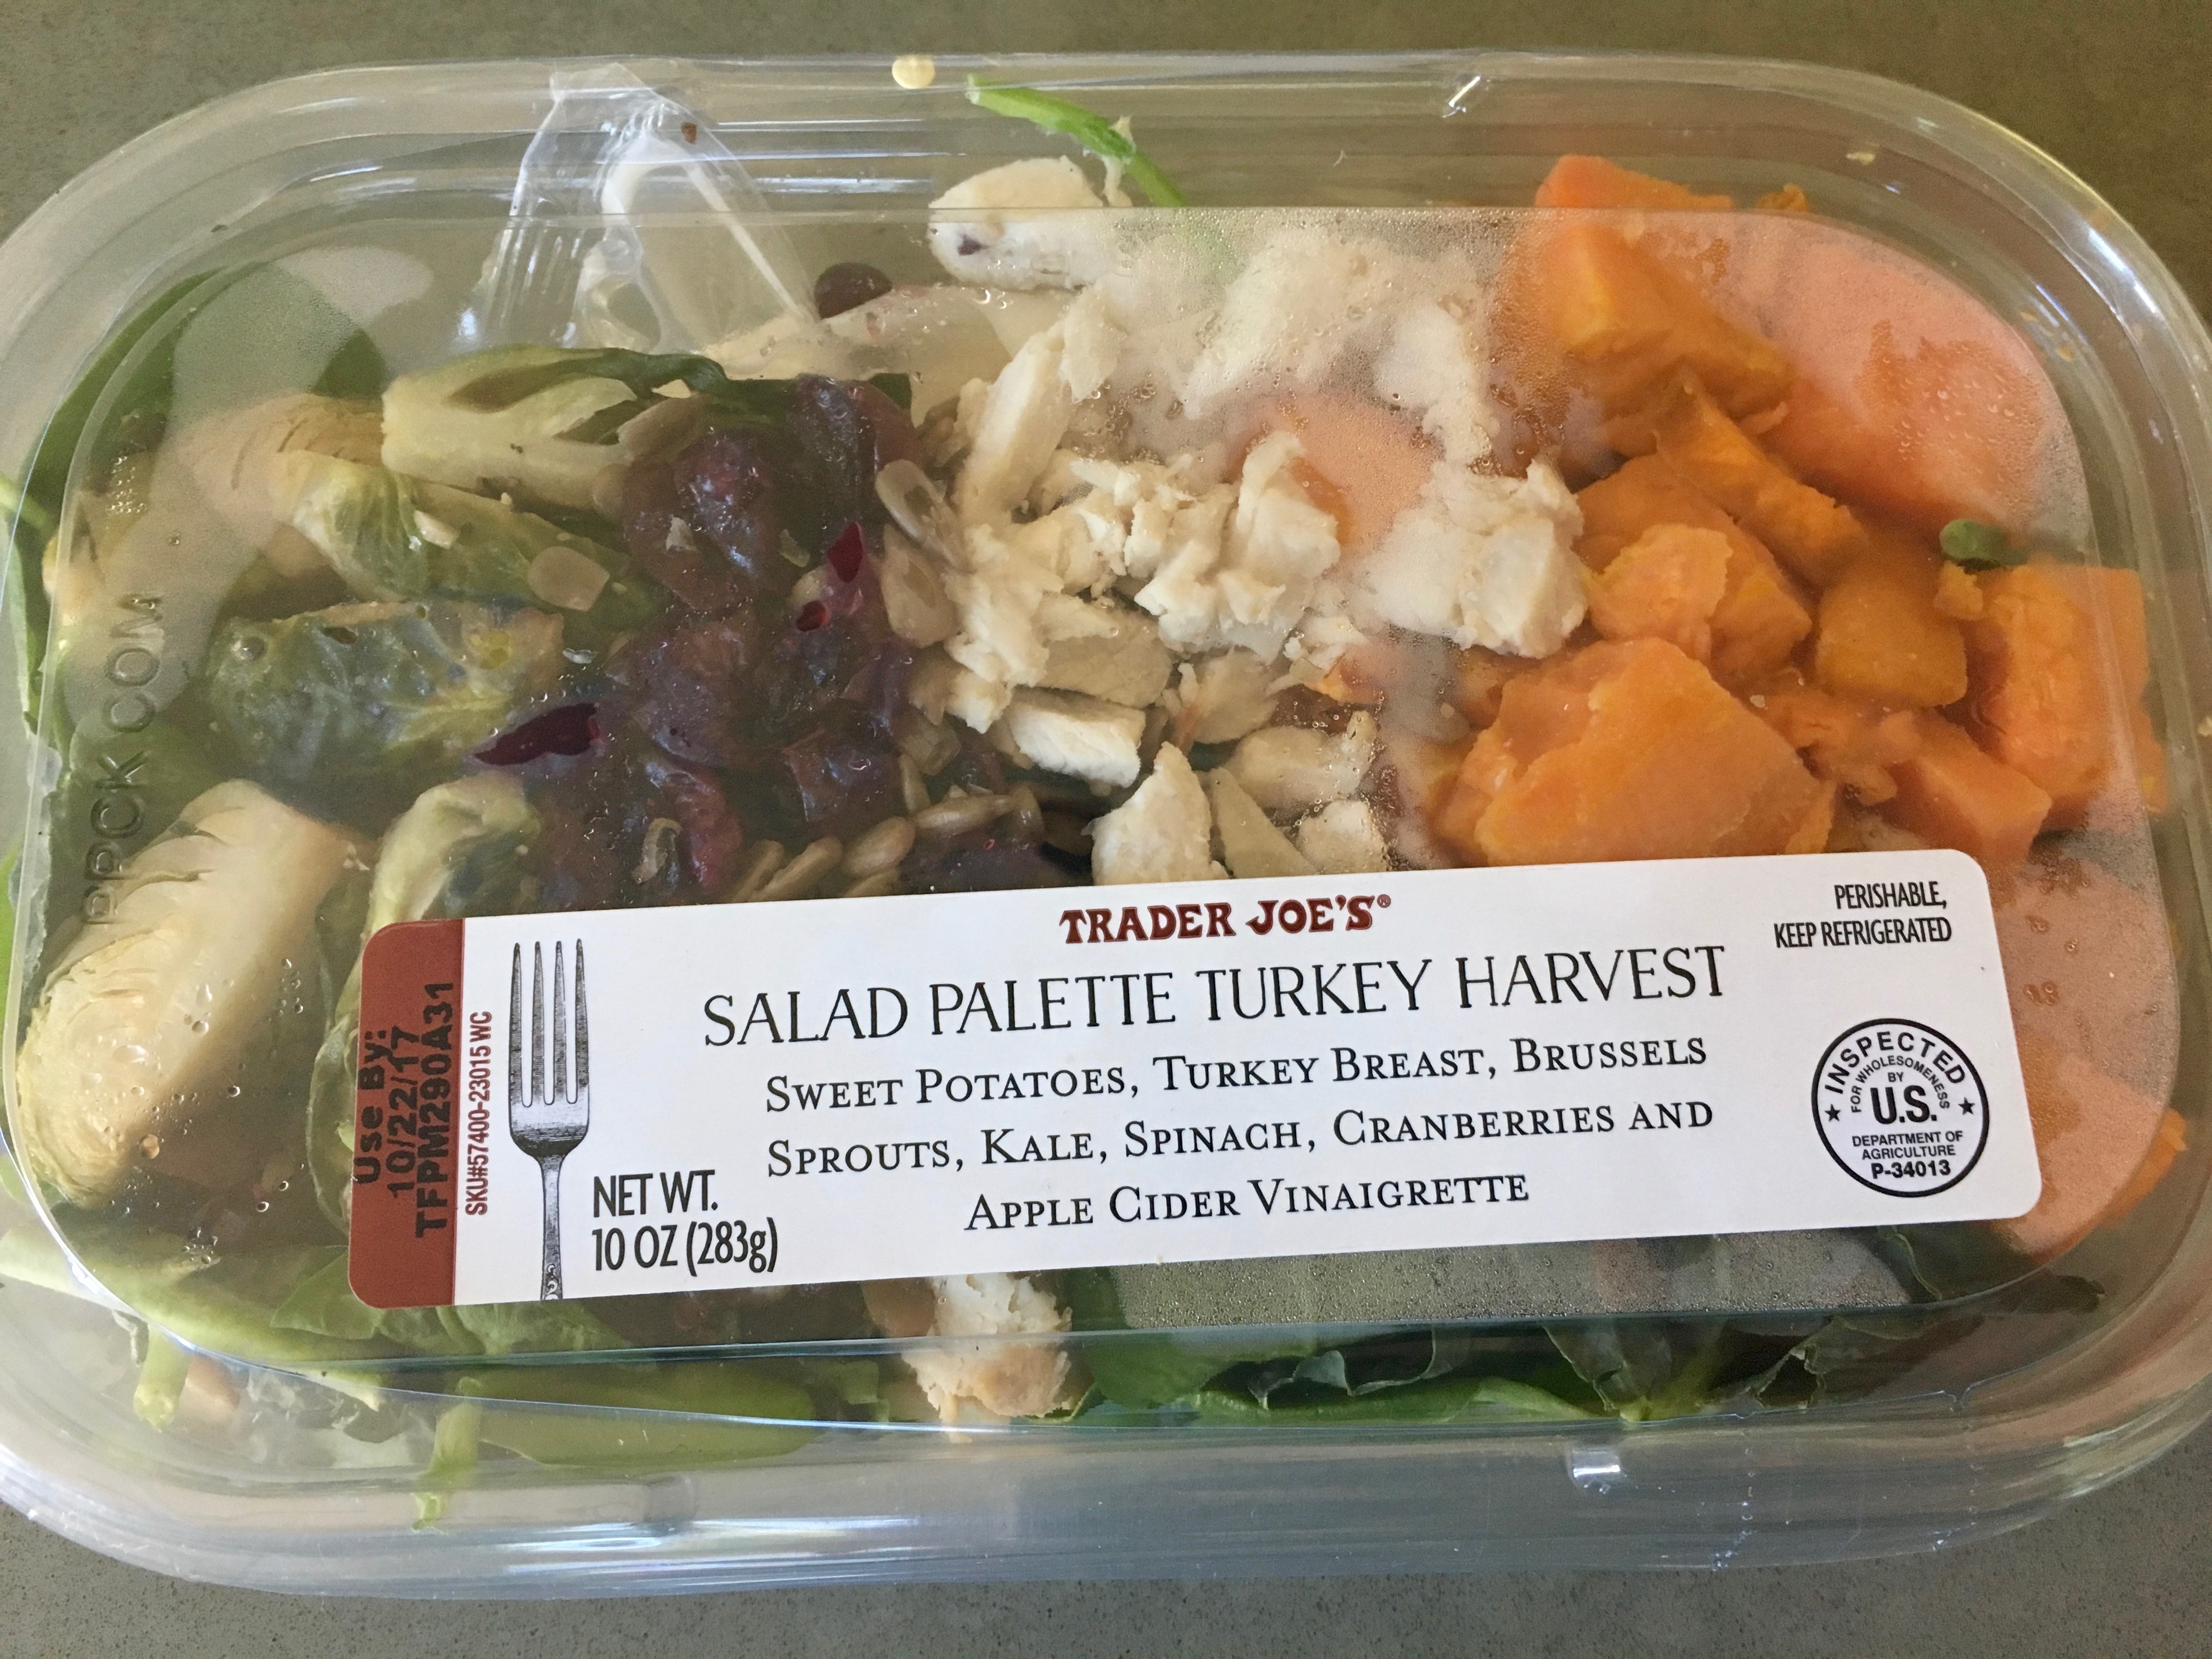 PPCK COM
TRADER JOE'S®
SALAD PALETTE TURKEY HARVEST
SWEET POTATOES, TURKEY BREAST, BRUSSELS
SPROUTS, KALE, SPINACH, CRANBERRIES AND
APPLE CIDER VINAIGRETTE
PERISHABLE,
KEEP REFRIGERATED
Use By:
10/22/17
TFPM290A31
SKU#57400-23015 WC
NET WT.
10 OZ (283g)
INSPECTED
FOR WHOLESOMENESS
BY
U.S.
DEPARTMENT OF
AGRICULTURE
P-34013